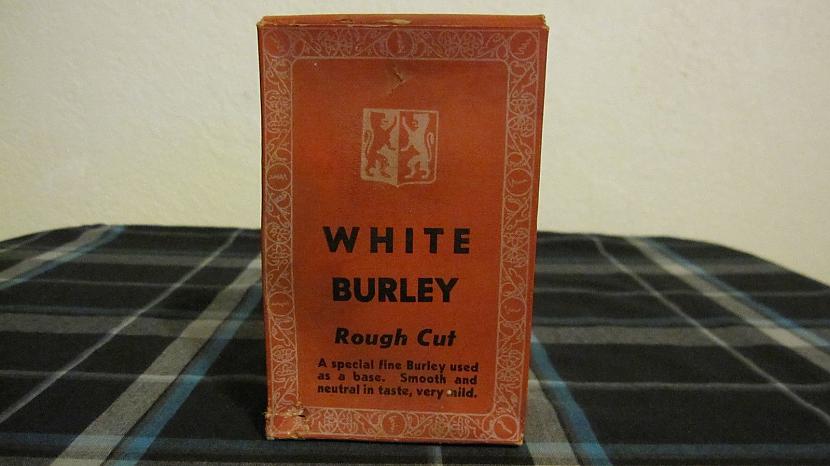 WHITE
BURLEY
Rough Cut
A special fine Burley used
as a base. Smooth and
neutral in taste, very mild.